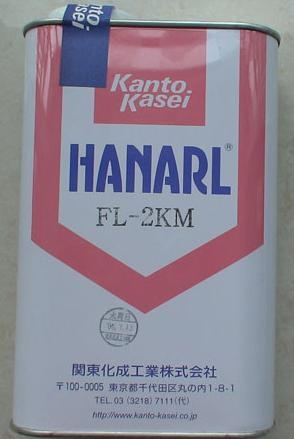 Kanto
Kasei
Kanto
Kasei
HANARL®
FL-2KM
関東化成工業株式会社
〒100-0005 東京都千代田区丸の内1-8-1
TEL.03 (3218) 7111 (代)
http://www.kanto-kasei.co.jp